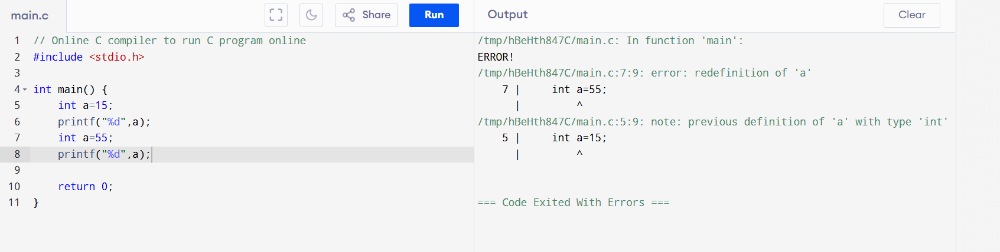 main.c
Share
Run
Output
Clear
1 // Online C compiler to run C program online
2 #include <stdio.h>
3
4 int main() {
5     int a=15;
6     printf("%d",a);
7     int a=55;
8     printf("%d",a);
9
10     return 0;
11 }
/tmp/hBeHth847C/main.c: In function 'main':
ERROR!
/tmp/hBeHth847C/main.c:7:9: error: redefinition of 'a'
    7 |     int a=55;
      |         ^
/tmp/hBeHth847C/main.c:5:9: note: previous definition of 'a' with type 'int'
    5 |     int a=15;
      |         ^
=== Code Exited With Errors ===